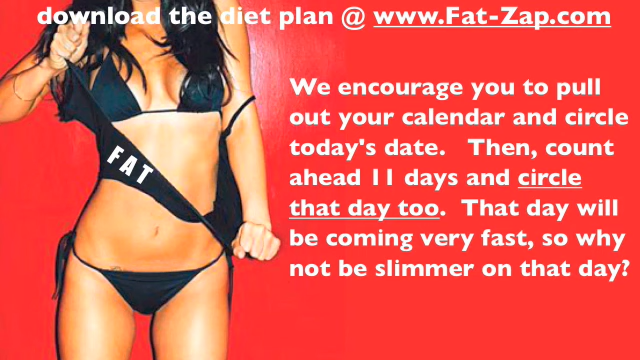 download the diet plan @ www.Fat-Zap.com
We encourage you to pull
out your calendar and circle
today's date.   Then, count
ahead 11 days and circle
that day too.  That day will
be coming very fast, so why
not be slimmer on that day?
FAT